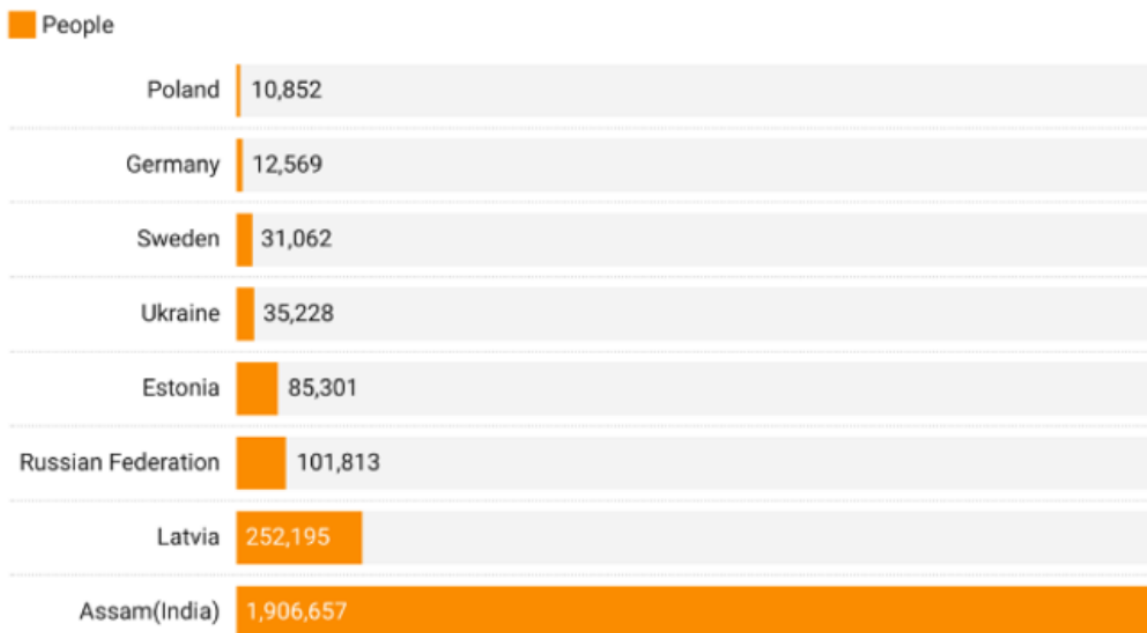 People
Poland 10,852
Germany 12,569
Sweden 31,062
Ukraine 35,228
Estonia 85,301
Russian Federation 101,813
Latvia 252,195
Assam(India) 1,906,657